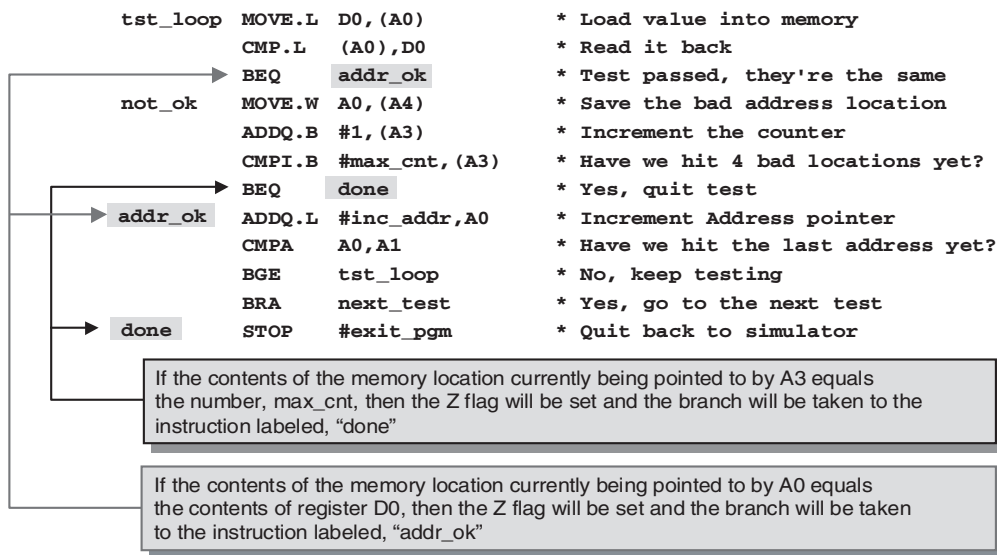 tst_loop MOVE.L D0,(A0) * Load value into memory
CMP.L (A0),D0 * Read it back
BEQ addr_ok * Test passed, they're the same
not_ok MOVE.W A0,(A4) * Save the bad address location
ADDQ.B #1,(A3) * Increment the counter
CMPI.B #max_cnt,(A3) * Have we hit 4 bad locations yet?
BEQ done * Yes, quit test
addr_ok ADDQ.L #inc_addr,A0 * Increment Address pointer
CMPA A0,A1 * Have we hit the last address yet?
BGE tst_loop * No, keep testing
BRA next_test * Yes, go to the next test
done STOP #exit_pgm * Quit back to simulator
If the contents of the memory location currently being pointed to by A3 equals
the number, max_cnt, then the Z flag will be set and the branch will be taken to the
instruction labeled, “done”
If the contents of the memory location currently being pointed to by A0 equals
the contents of register D0, then the Z flag will be set and the branch will be taken
to the instruction labeled, “addr_ok”